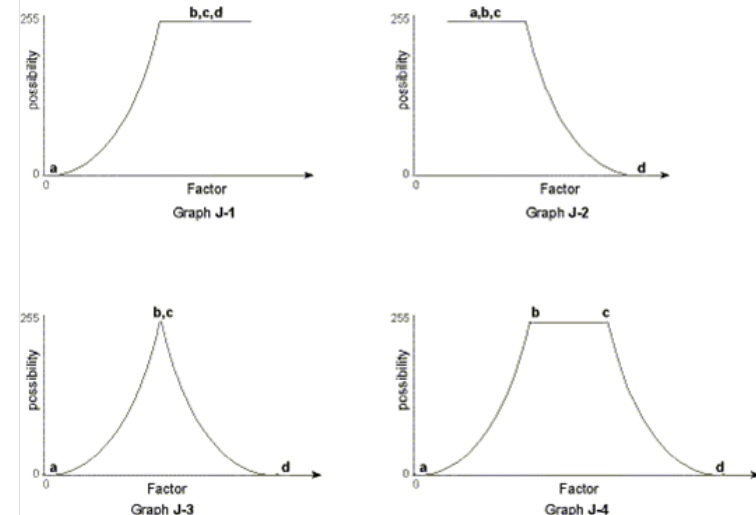 255
b,c,d
possibility
a
0
0
Factor
Graph J-1
255
a,b,c
possibility
d
0
0
Factor
Graph J-2
255
b,c
possibility
a
d
0
0
Factor
Graph J-3
255
b
c
possibility
a
d
0
0
Factor
Graph J-4